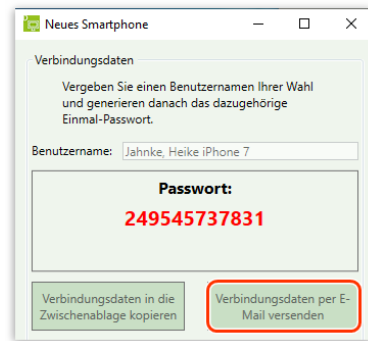 Neues Smartphone
Verbindungsdaten
Vergeben Sie einen Benutzernamen Ihrer Wahl
und generieren danach das dazugehörige
Einmal-Passwort.
Benutzername: Jahnke, Heike iPhone 7
Passwort:
249545737831
Verbindungsdaten in die
Zwischenablage kopieren
Verbindungsdaten per E-
Mail versenden